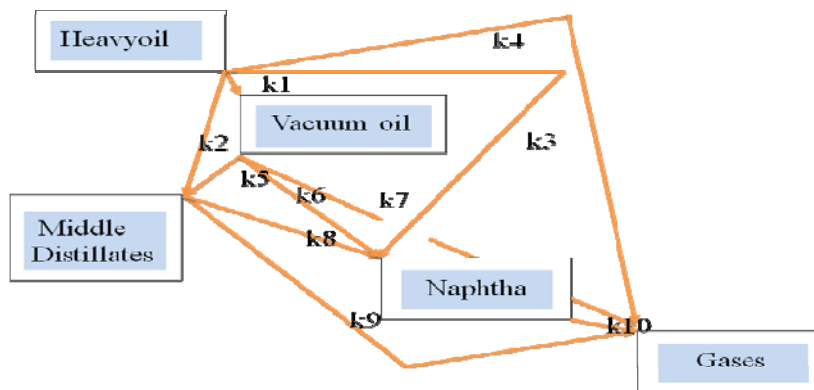 Heavyoil
k4
k1
Vacuum oil
k2
k3
k5
k6
k7
Middle
Distillates
k8
Naphtha
k9
k10
Gases